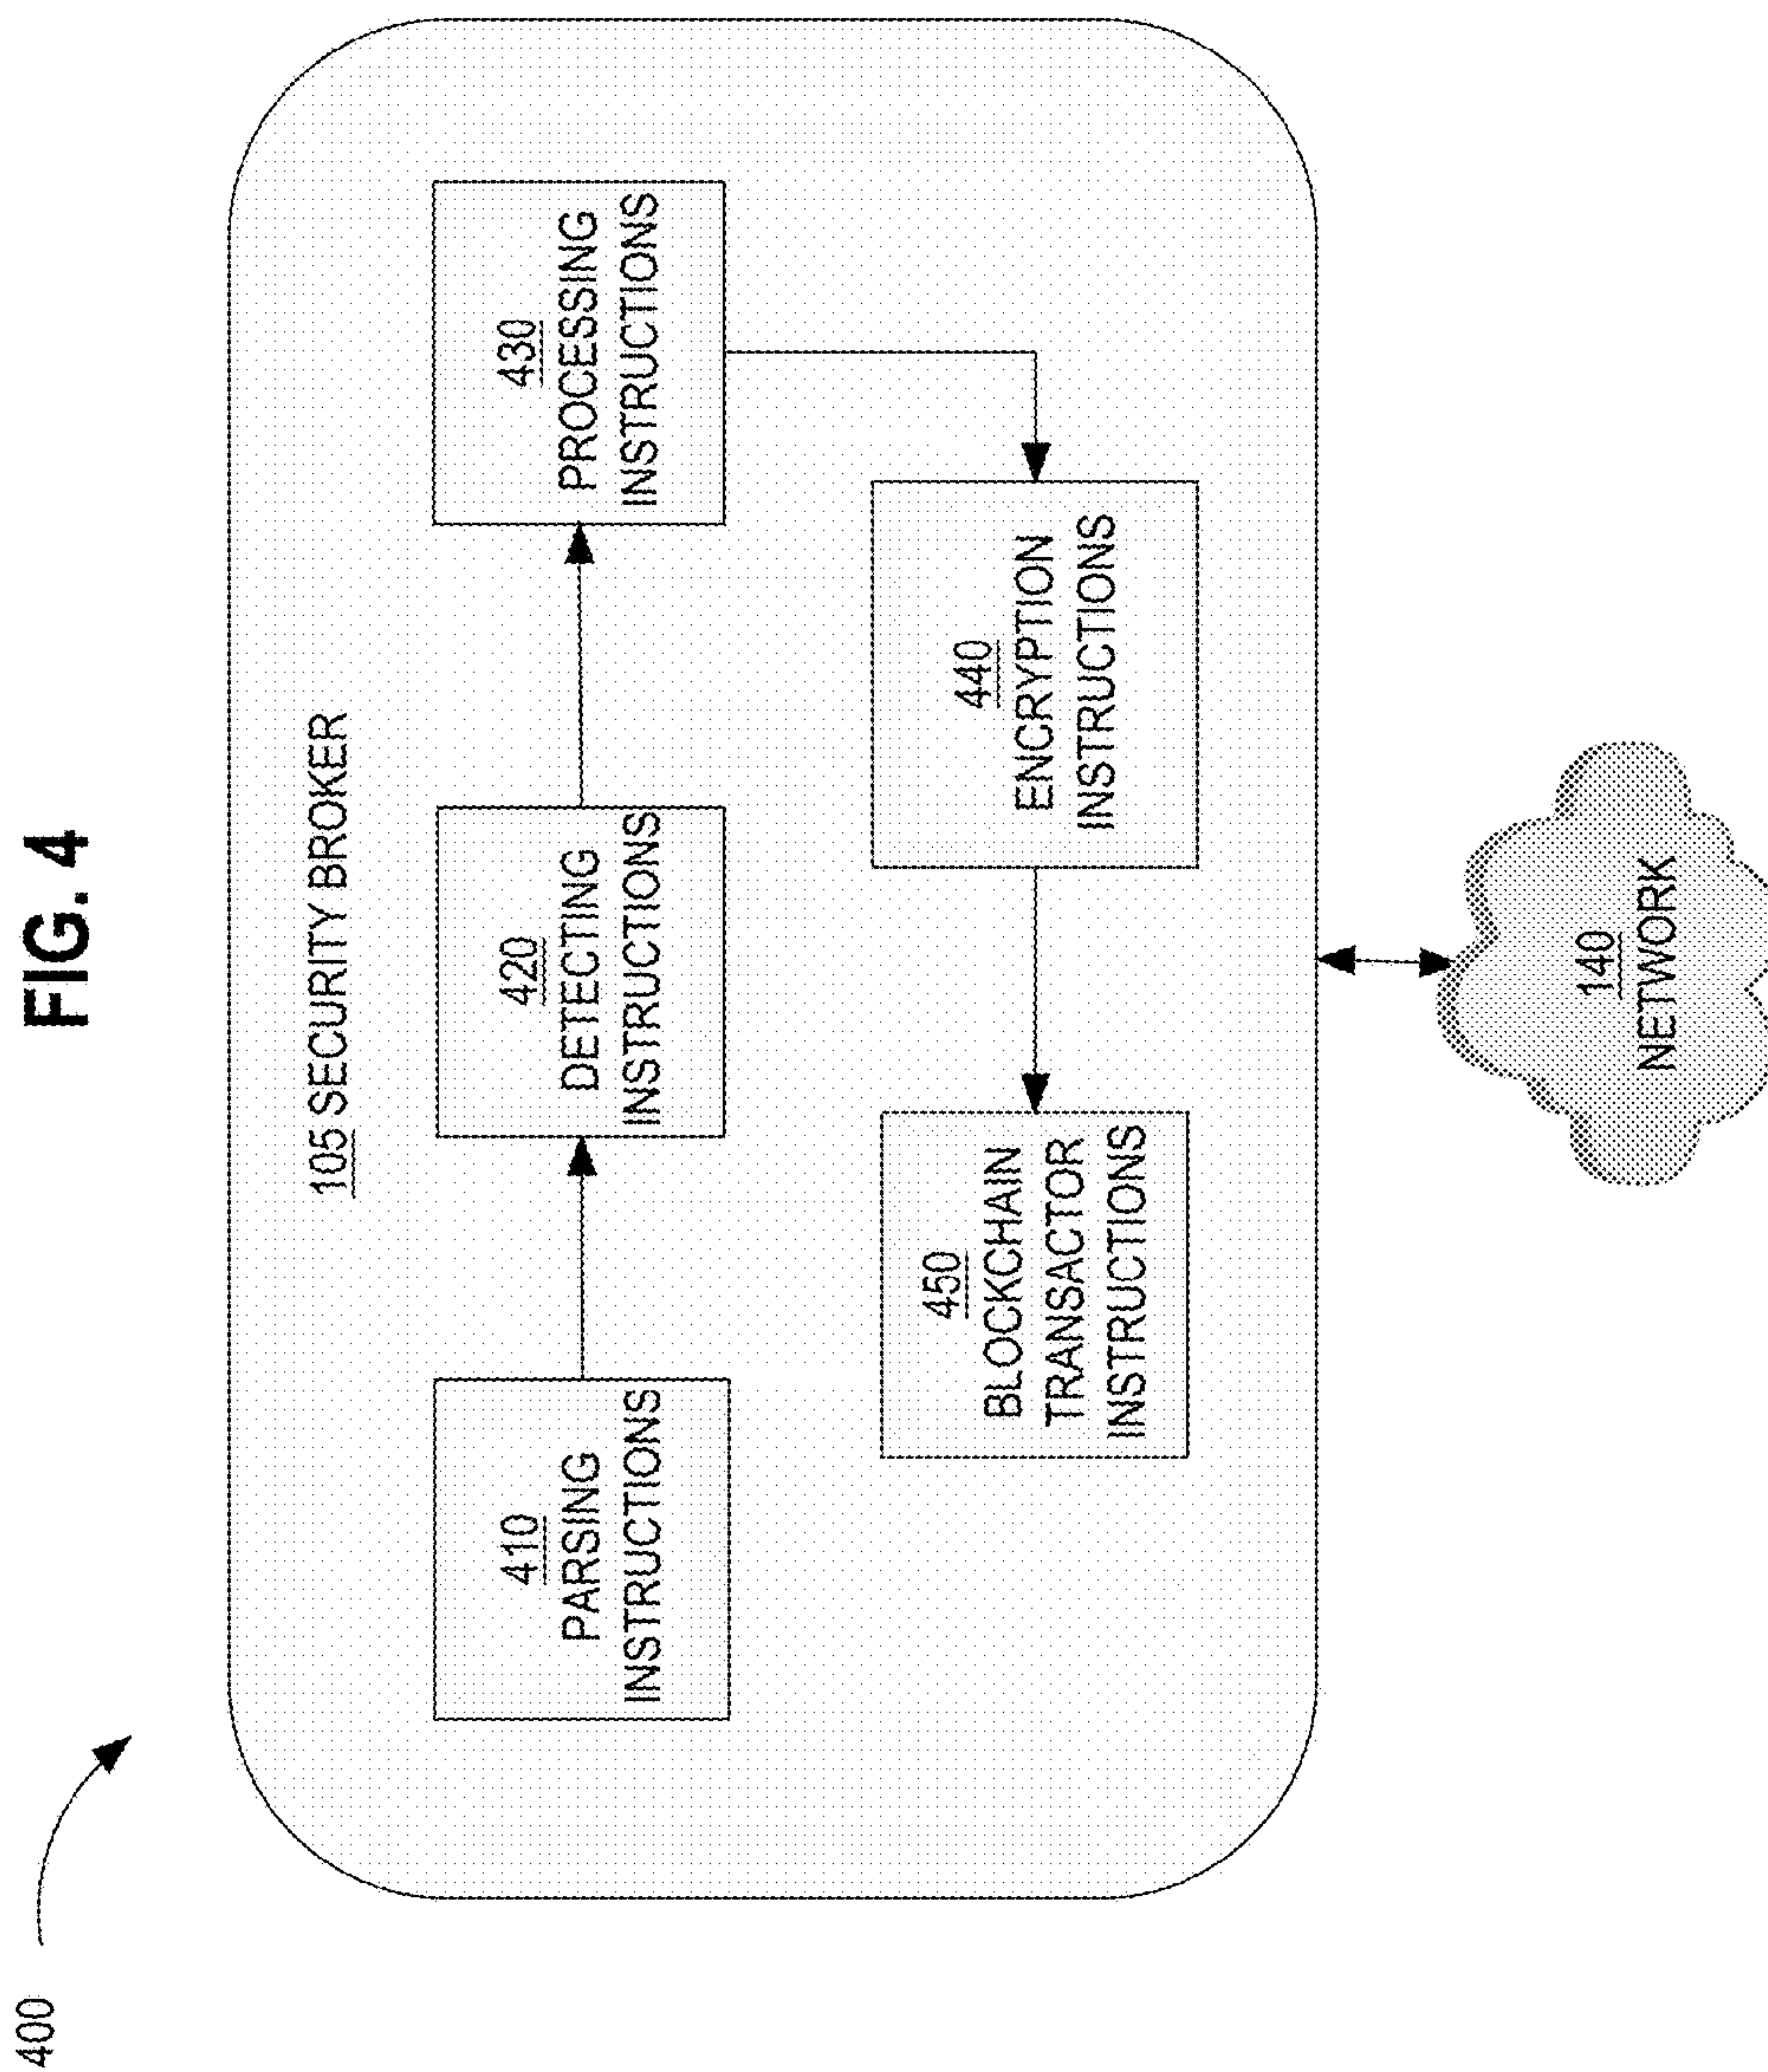 FIG. 4
400
105 SECURITY BROKER
410
PARSING
INSTRUCTIONS
420
DETECTING
INSTRUCTIONS
430
PROCESSING
INSTRUCTIONS
440
ENCRYPTION
INSTRUCTIONS
450
BLOCKCHAIN
TRANSACTOR
INSTRUCTIONS
140
NETWORK